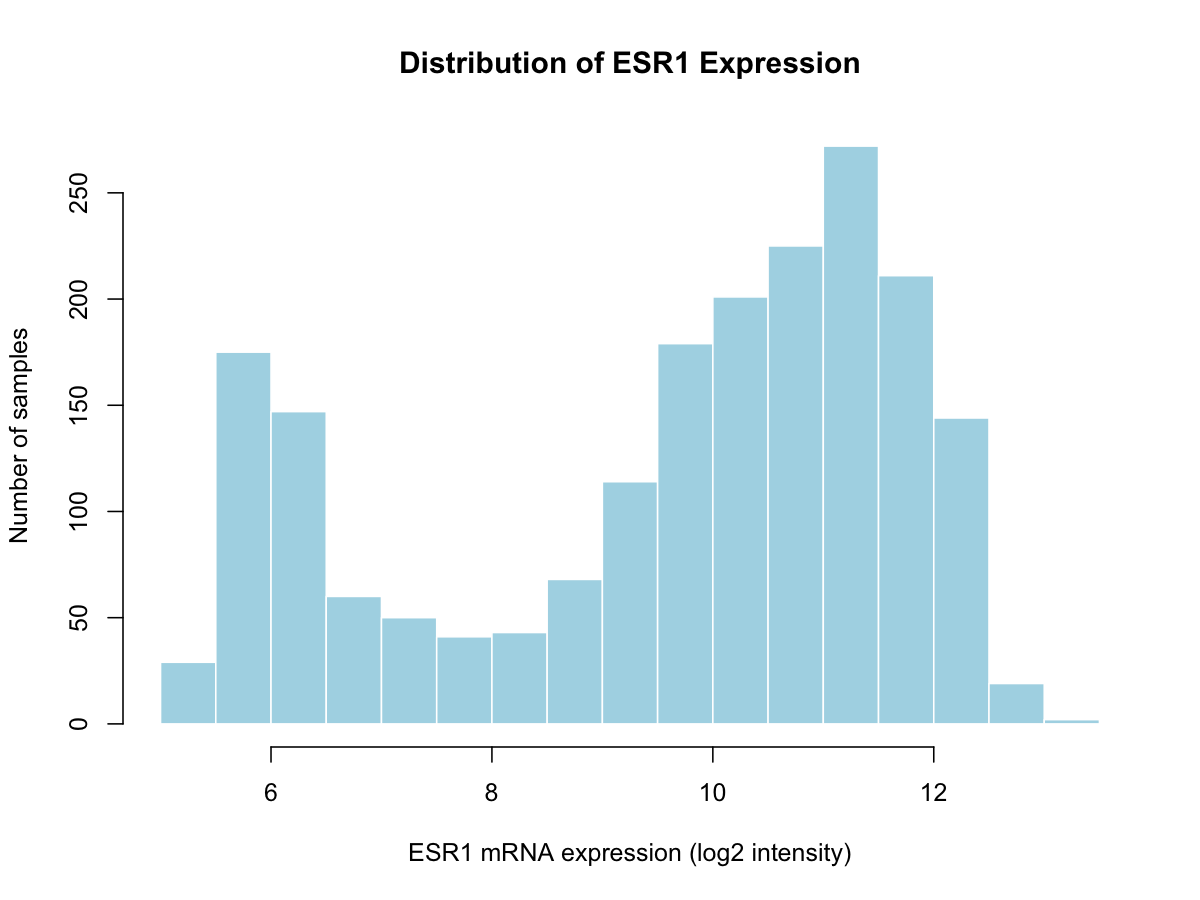 Distribution of ESR1 Expression
Number of samples
250
200
150
100
50
0
6 8 10 12
ESR1 mRNA expression (log2 intensity)